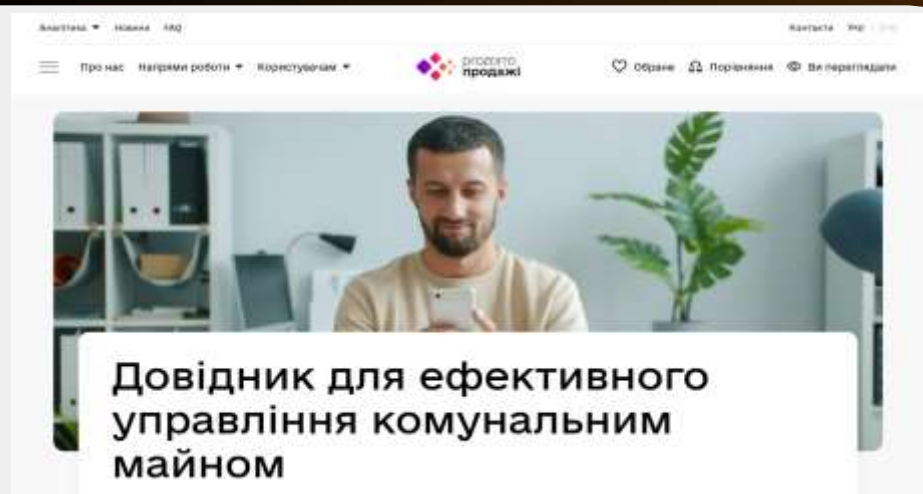 Аналітика Новини FAQ
Контакти Укр
Про нас Напрями роботи Користувачам
prozorro
продажі
Обране Порівняння Ви переглядали
Довідник для ефективного
управління комунальним
майном